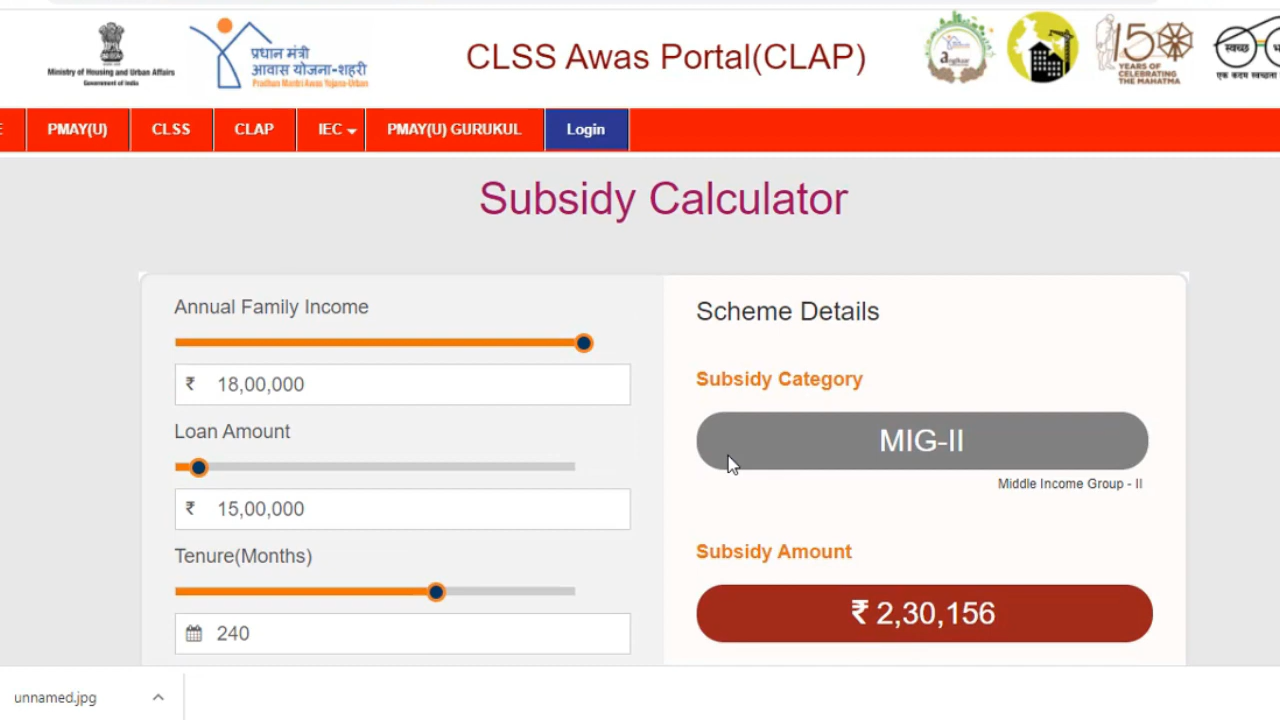 Ministry of Housing and Urban Affairs
Government of India
प्रधान मंत्री
आवास योजना-शहरी
Pradhan Mantri Awas Yojana-Urban
CLSS Awas Portal(CLAP)
150
YEARS OF
CELEBRATING
THE MAHATMA
स्वच्छ
एक कदम स्वच्छता
E
PMAY(U)
CLSS
CLAP
IEC
PMAY(U) GURUKUL
Login
Subsidy Calculator
Annual Family Income
₹ 18,00,000
Loan Amount
₹ 15,00,000
Tenure(Months)
240
Scheme Details
Subsidy Category
MIG-II
Middle Income Group - II
Subsidy Amount
₹ 2,30,156
unnamed.jpg